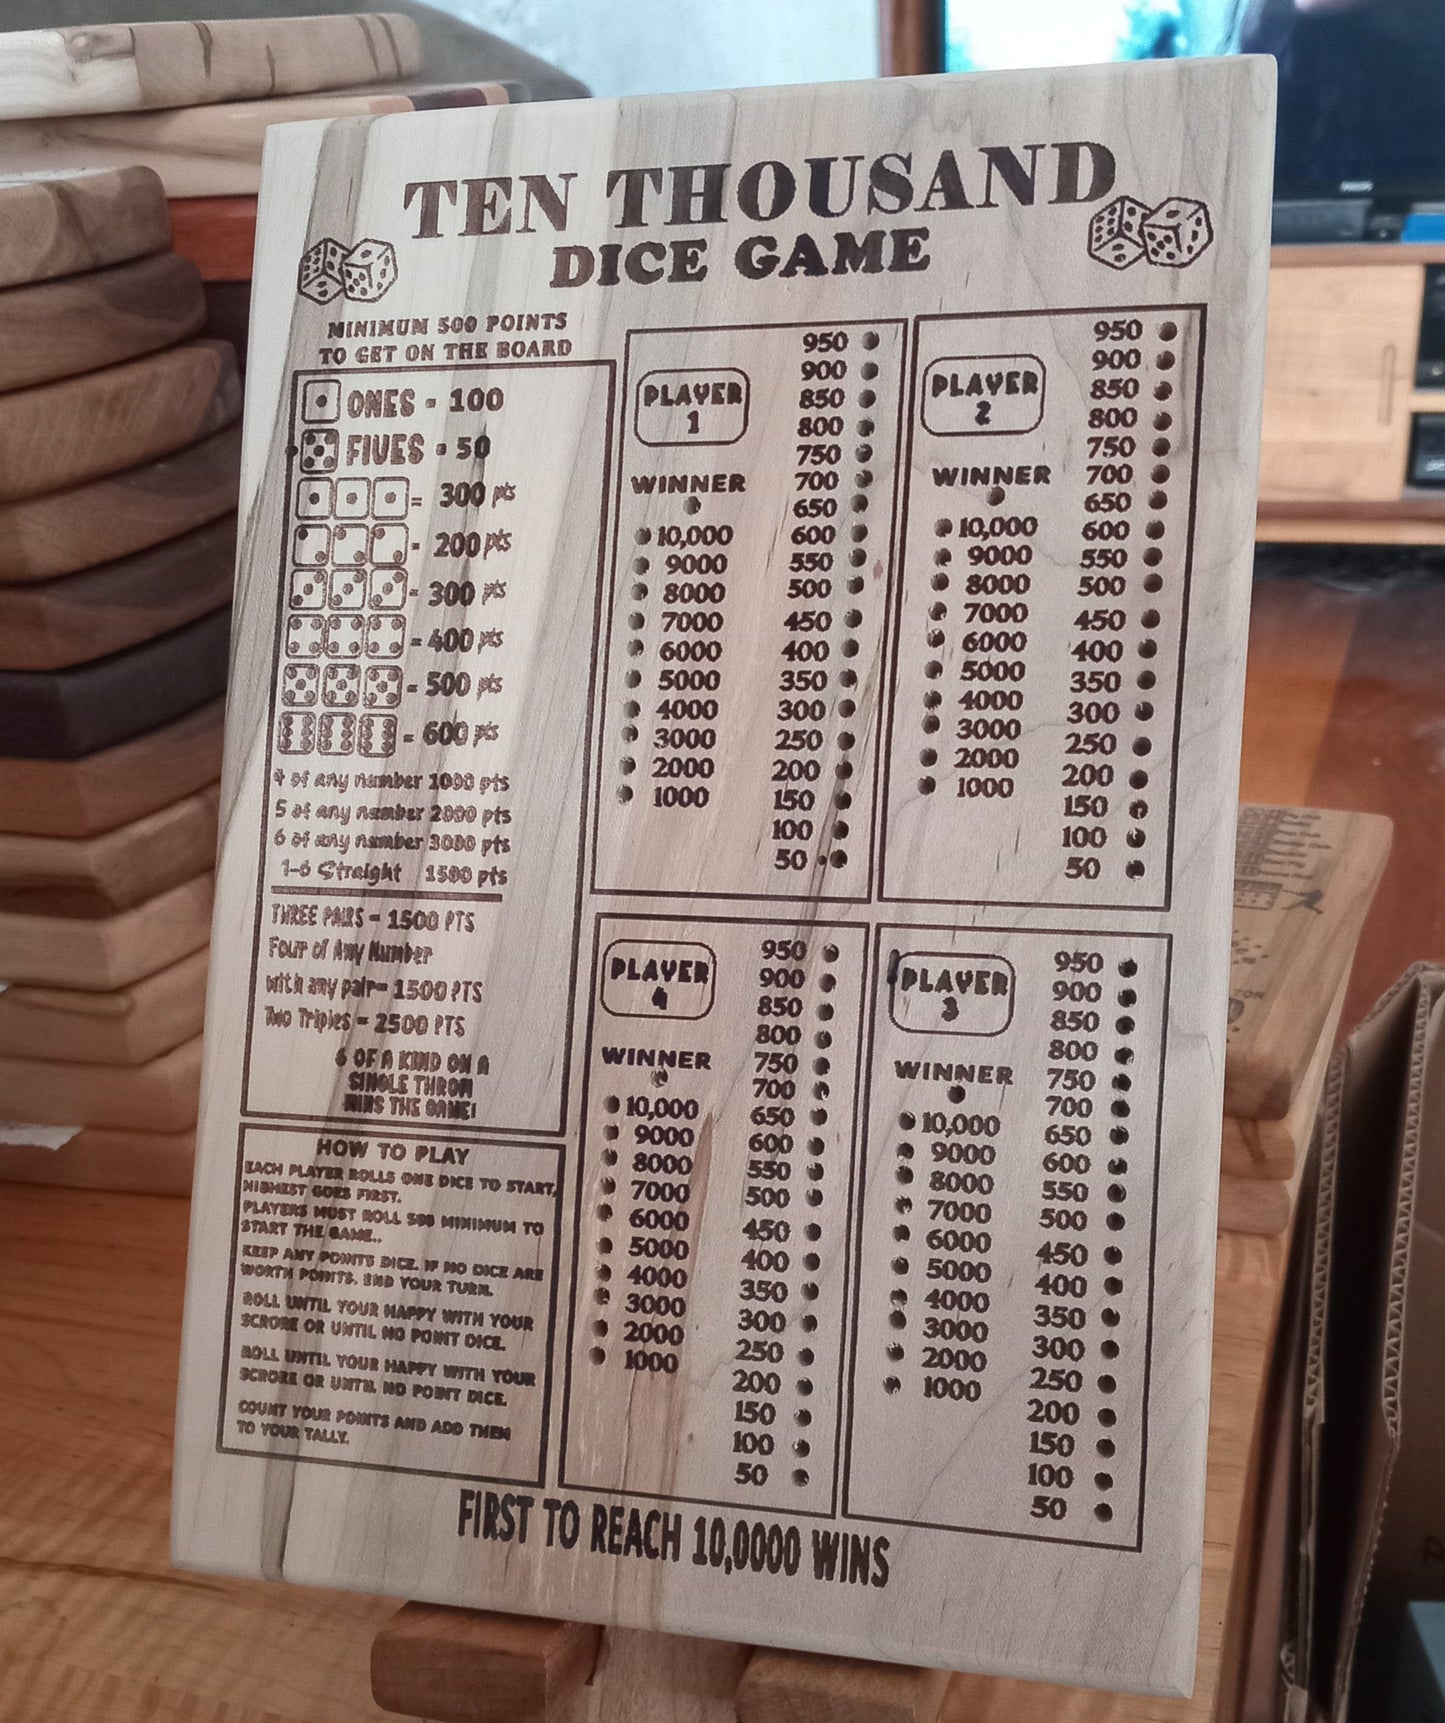 TEN THOUSAND
DICE GAME
MINIMUM 500 POINTS
TO GET ON THE BOARD
ONES - 100
FIVES - 50
= 300 pts
- 200 pts
- 300 pts
= 400 pts
- 500 pts
- 600 pts
4 of any number 1000 pts
5 of any number 2000 pts
6 of any number 3000 pts
1-6 Straight 1500 pts
THREE PAIRS - 1500 PTS
Four of Any Number
with any pair- 1500 PTS
Two Triples - 2500 PTS
6 OF A KIND ON A
SINGLE THROW
WINS THE GAME!
HOW TO PLAY
EACH PLAYER ROLLS ONE DICE TO START,
HIGHEST GOES FIRST.
PLAYERS MUST ROLL 500 MINIMUM TO
START THE GAME..
KEEP ANY POINTS DICE. IF NO DICE ARE
WORTH POINTS. END YOUR TURN.
ROLL UNTIL YOUR HAPPY WITH YOUR
SCRORE OR UNTIL NO POINT DICE.
ROLL UNTIL YOUR HAPPY WITH YOUR
SCRORE OR UNTIL NO POINT DICE.
COUNT YOUR POINTS AND ADD THEM
TO YOUR TALLY.
PLAYER
1
WINNER
10,000
9000
8000
7000
6000
5000
4000
3000
2000
1000
950
900
850
800
750
700
650
600
550
500
450
400
350
300
250
200
150
100
50
PLAYER
2
WINNER
10,000
9000
8000
7000
6000
5000
4000
3000
2000
1000
950
900
850
800
750
700
650
600
550
500
450
400
350
300
250
200
150
100
50
PLAYER
4
WINNER
10,000
9000
8000
7000
6000
5000
4000
3000
2000
1000
950
900
850
800
750
700
650
600
550
500
450
400
350
300
250
200
150
100
50
PLAYER
3
WINNER
10,000
9000
8000
7000
6000
5000
4000
3000
2000
1000
950
900
850
800
750
700
650
600
550
500
450
400
350
300
250
200
150
100
50
FIRST TO REACH 10,0000 WINS
PHILIPS